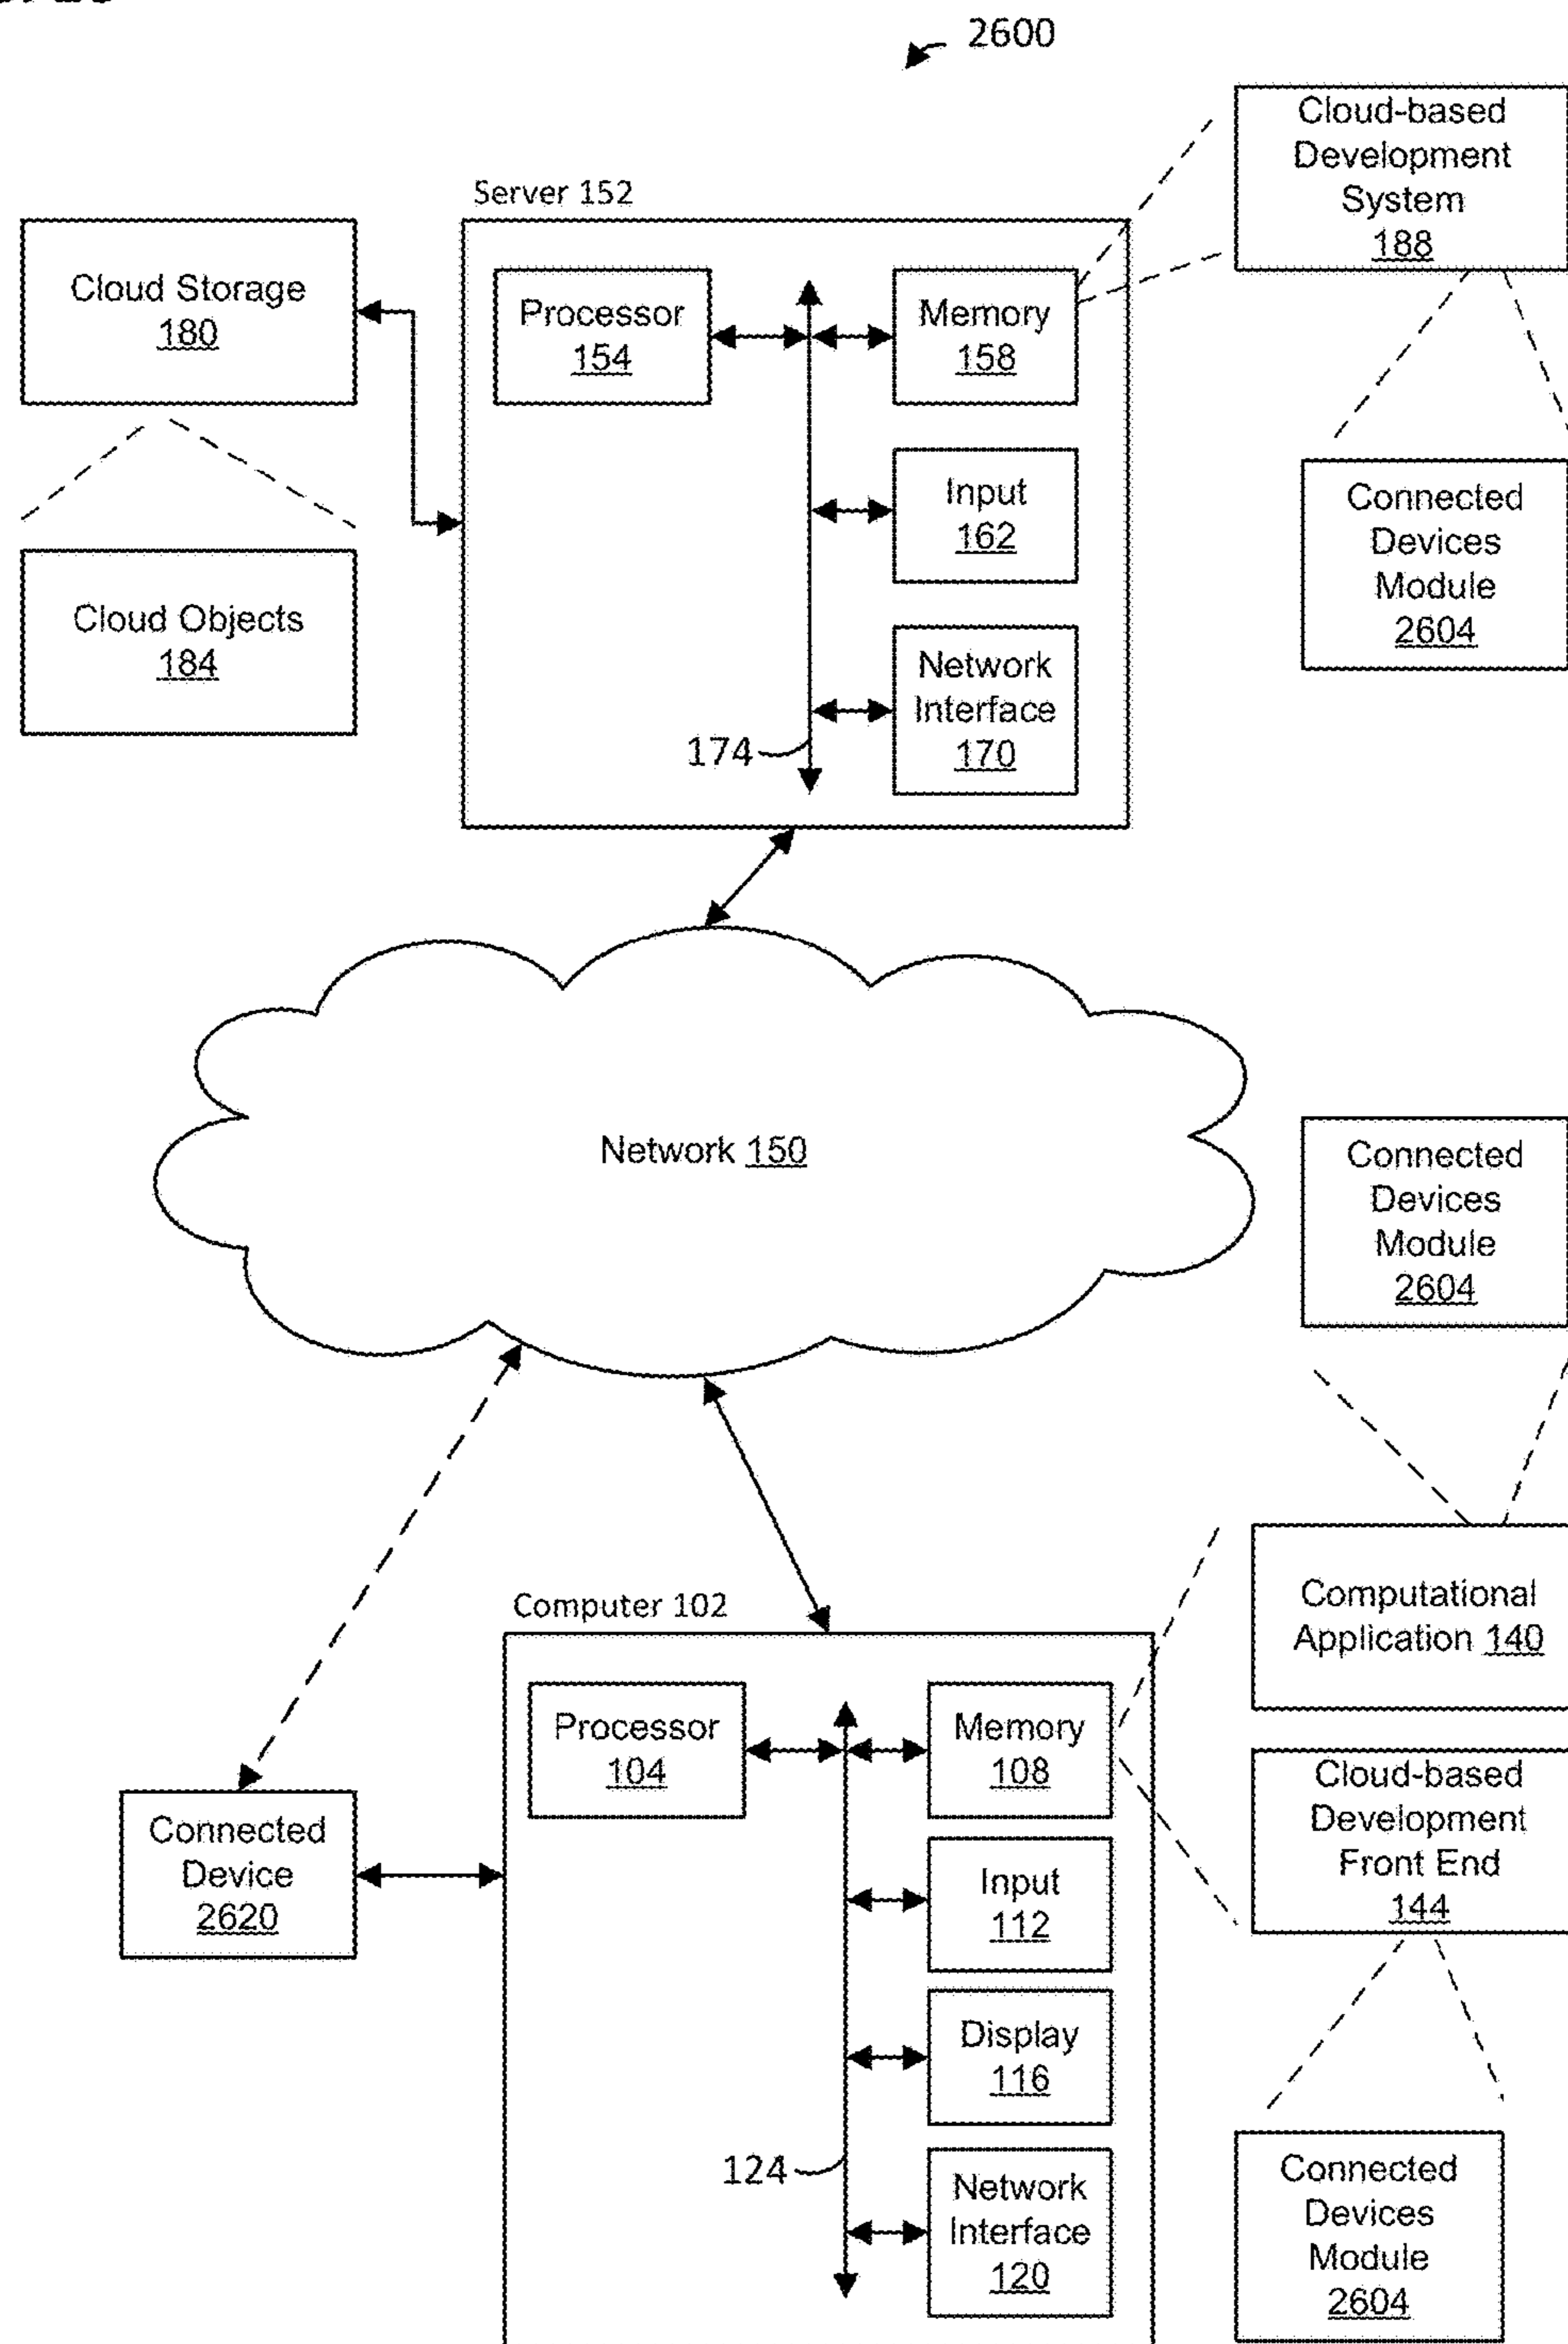 2600
Cloud-based
Development
System
188
Server 152
Cloud Storage
180
Processor
154
Memory
158
Input
162
Connected
Devices
Module
2604
Cloud Objects
184
Network
Interface
170
174
Network 150
Connected
Devices
Module
2604
Computer 102
Computational
Application 140
Processor
104
Memory
108
Cloud-based
Development
Front End
144
Connected
Device
2620
Input
112
Display
116
124
Network
Interface
120
Connected
Devices
Module
2604